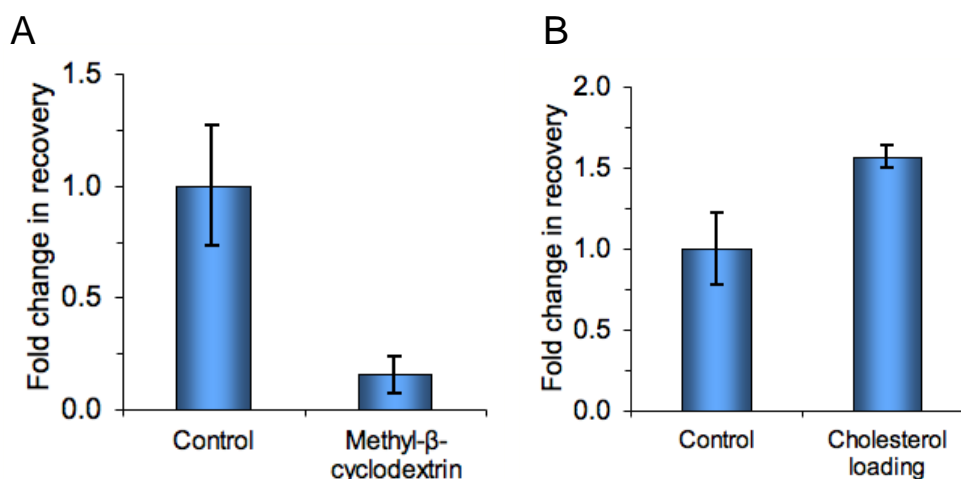 A
Fold change in recovery
1.5
1.0
0.5
0.0
Control
Methyl-β-
cyclodextrin
B
Fold change in recovery
2.0
1.5
1.0
0.5
0.0
Control
Cholesterol
loading